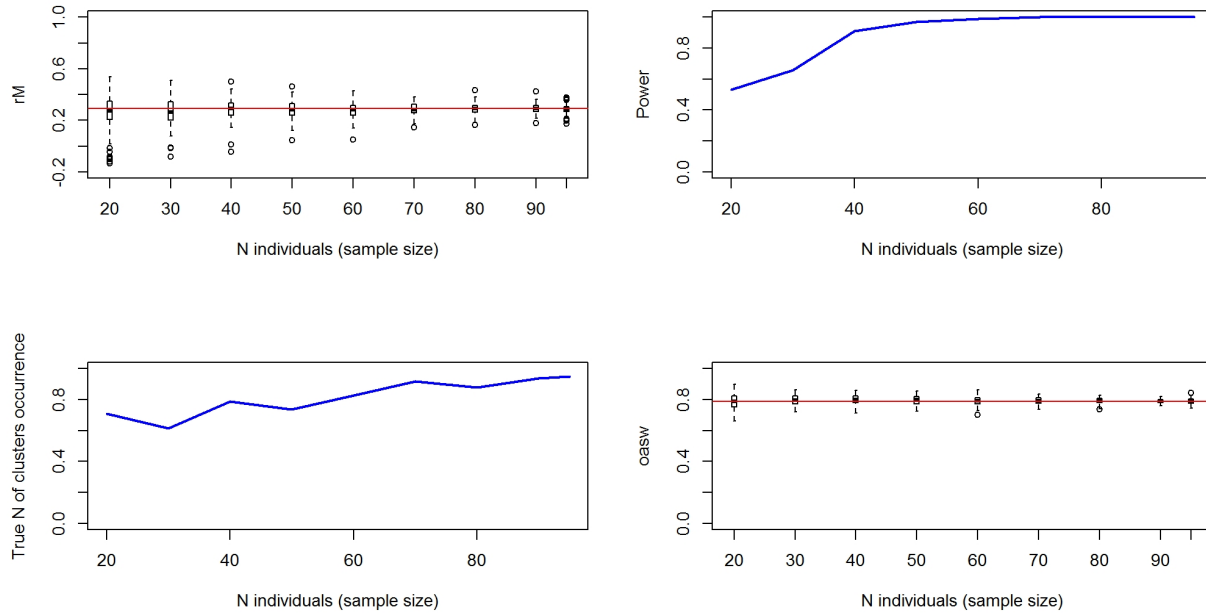 rM
1.0
0.6
0.2
-0.2
20 30 40 50 60 70 80 90
N individuals (sample size)
Power
0.8
0.4
0.0
20 40 60 80
N individuals (sample size)
True N of clusters occurrence
0.8
0.4
0.0
20 40 60 80
N individuals (sample size)
oasw
0.8
0.4
0.0
20 30 40 50 60 70 80 90
N individuals (sample size)